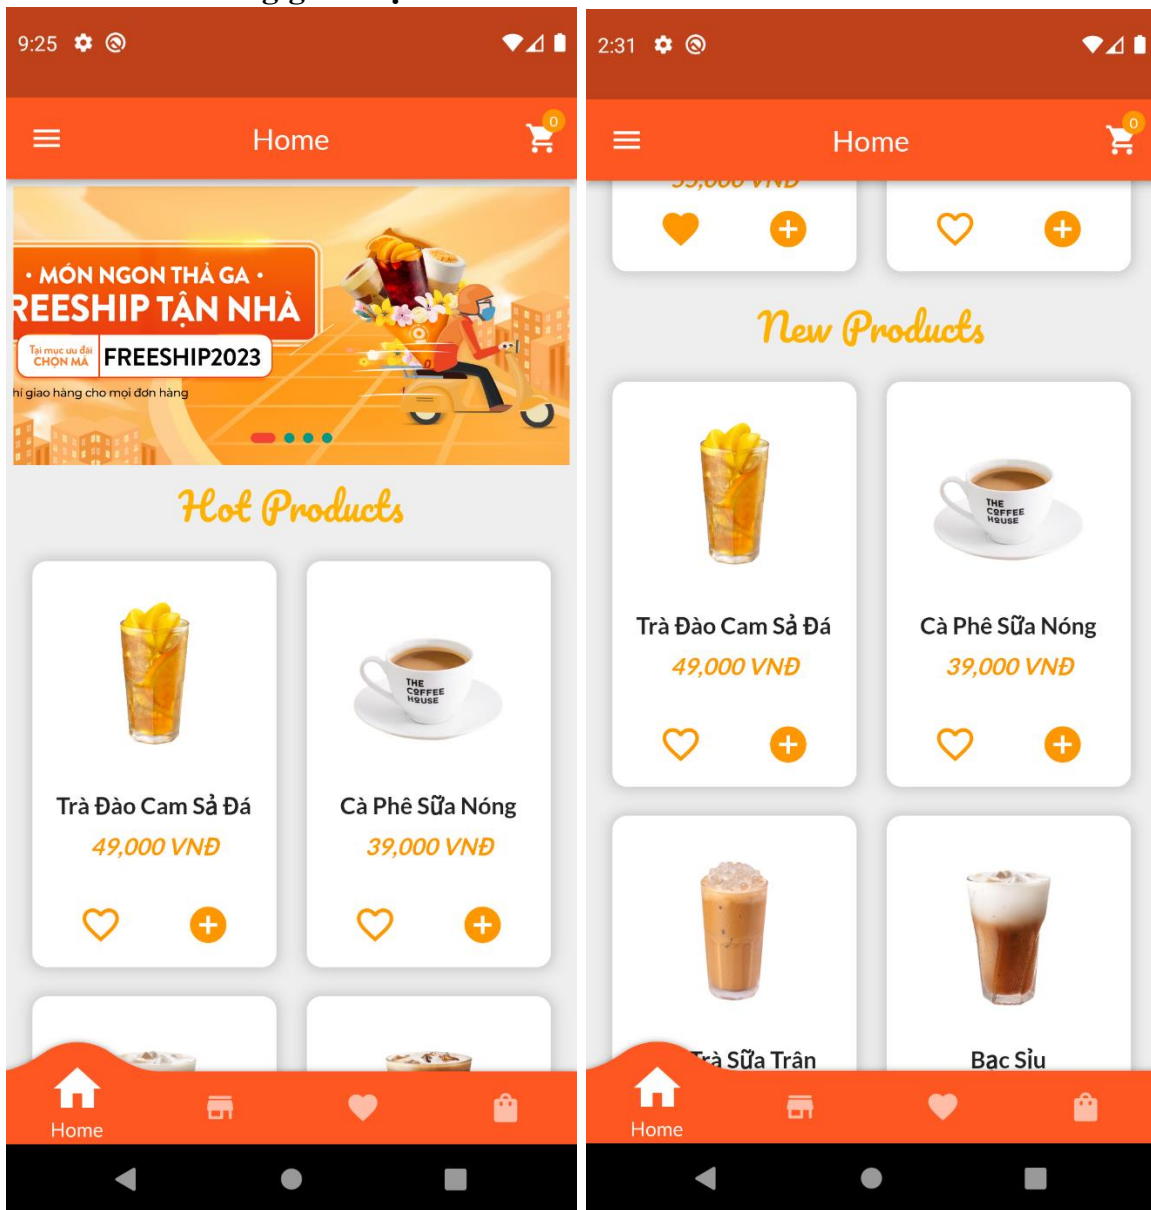 9:25
Home
0
• MÓN NGON THẢ GA •
REESHIP TẬN NHÀ
Tại mục ưu đãi
CHỌN MÃ
FREESHIP2023
hí giao hàng cho mọi đơn hàng
Hot Products
THE
COFFEE
HOUSE
Trà Đào Cam Sả Đá
49,000 VNĐ
Cà Phê Sữa Nóng
39,000 VNĐ
Home
2:31
Home
0
New Products
THE
COFFEE
HOUSE
Trà Đào Cam Sả Đá
49,000 VNĐ
Cà Phê Sữa Nóng
39,000 VNĐ
Trà Sữa Trân
Bạc Sỉu
Home